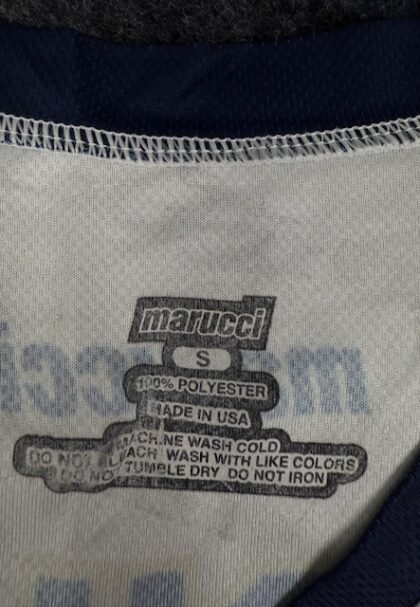 marucci
S
100% POLYESTER
MADE IN USA
MACHINE WASH COLD
DO NOT BLEACH WASH WITH LIKE COLORS
DO NOT TUMBLE DRY DO NOT IRON
marucci